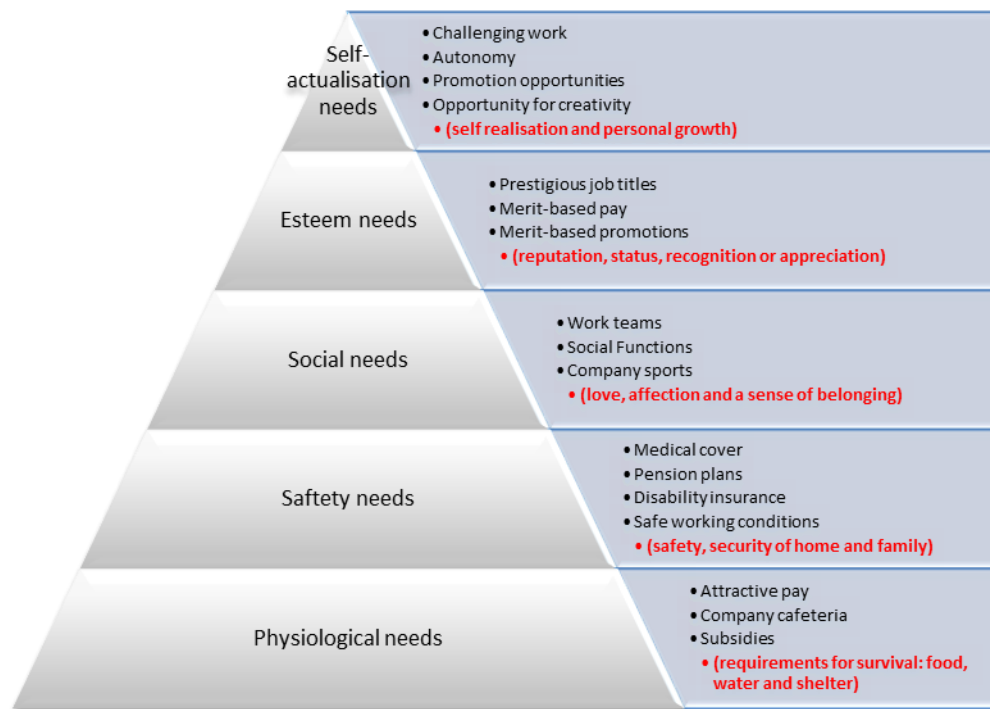 Self-
actualisation
needs
• Challenging work
• Autonomy
• Promotion opportunities
• Opportunity for creativity
• (self realisation and personal growth)
Esteem needs
• Prestigious job titles
• Merit-based pay
• Merit-based promotions
• (reputation, status, recognition or appreciation)
Social needs
• Work teams
• Social Functions
• Company sports
• (love, affection and a sense of belonging)
Saftety needs
• Medical cover
• Pension plans
• Disability insurance
• Safe working conditions
• (safety, security of home and family)
Physiological needs
• Attractive pay
• Company cafeteria
• Subsidies
• (requirements for survival: food,
water and shelter)